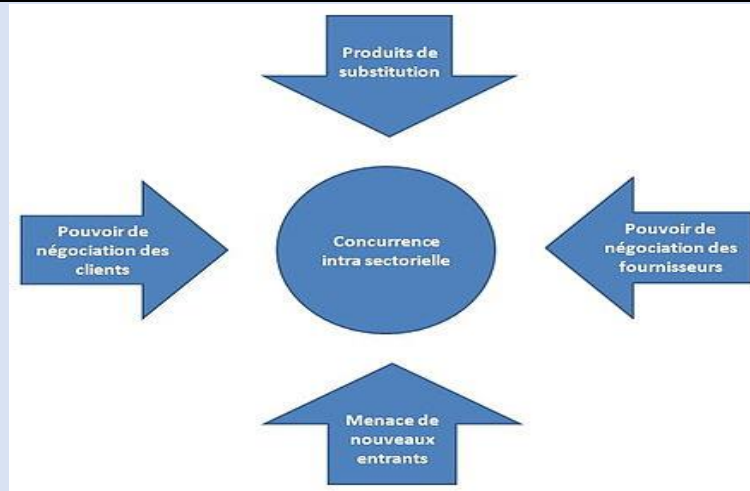 Produits de
substitution
Pouvoir de
négociation des
clients
Concurrence
intra sectorielle
Pouvoir de
négociation des
fournisseurs
Menace de
nouveaux
entrants